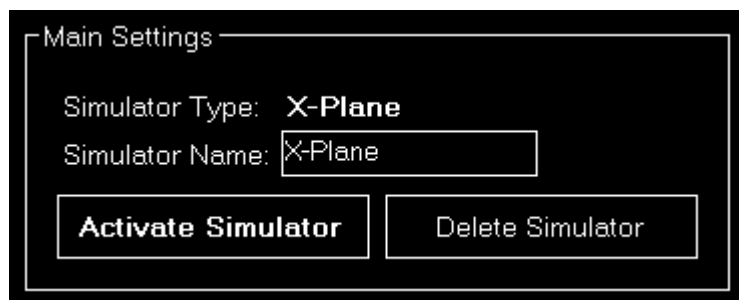 Main Settings
Simulator Type: X-Plane
Simulator Name: X-Plane
Activate Simulator Delete Simulator